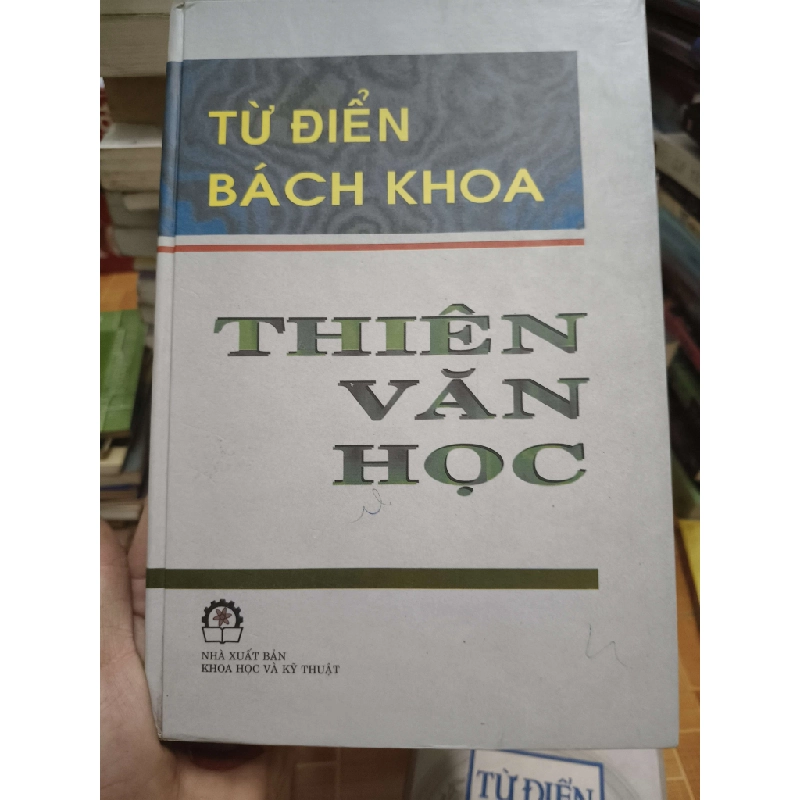 TỪ ĐIỂN
BÁCH KHOA
THIÊN
VĂN
HỌC
NHÀ XUẤT BẢN
KHOA HỌC VÀ KỸ THUẬT
TỪ ĐIỂN